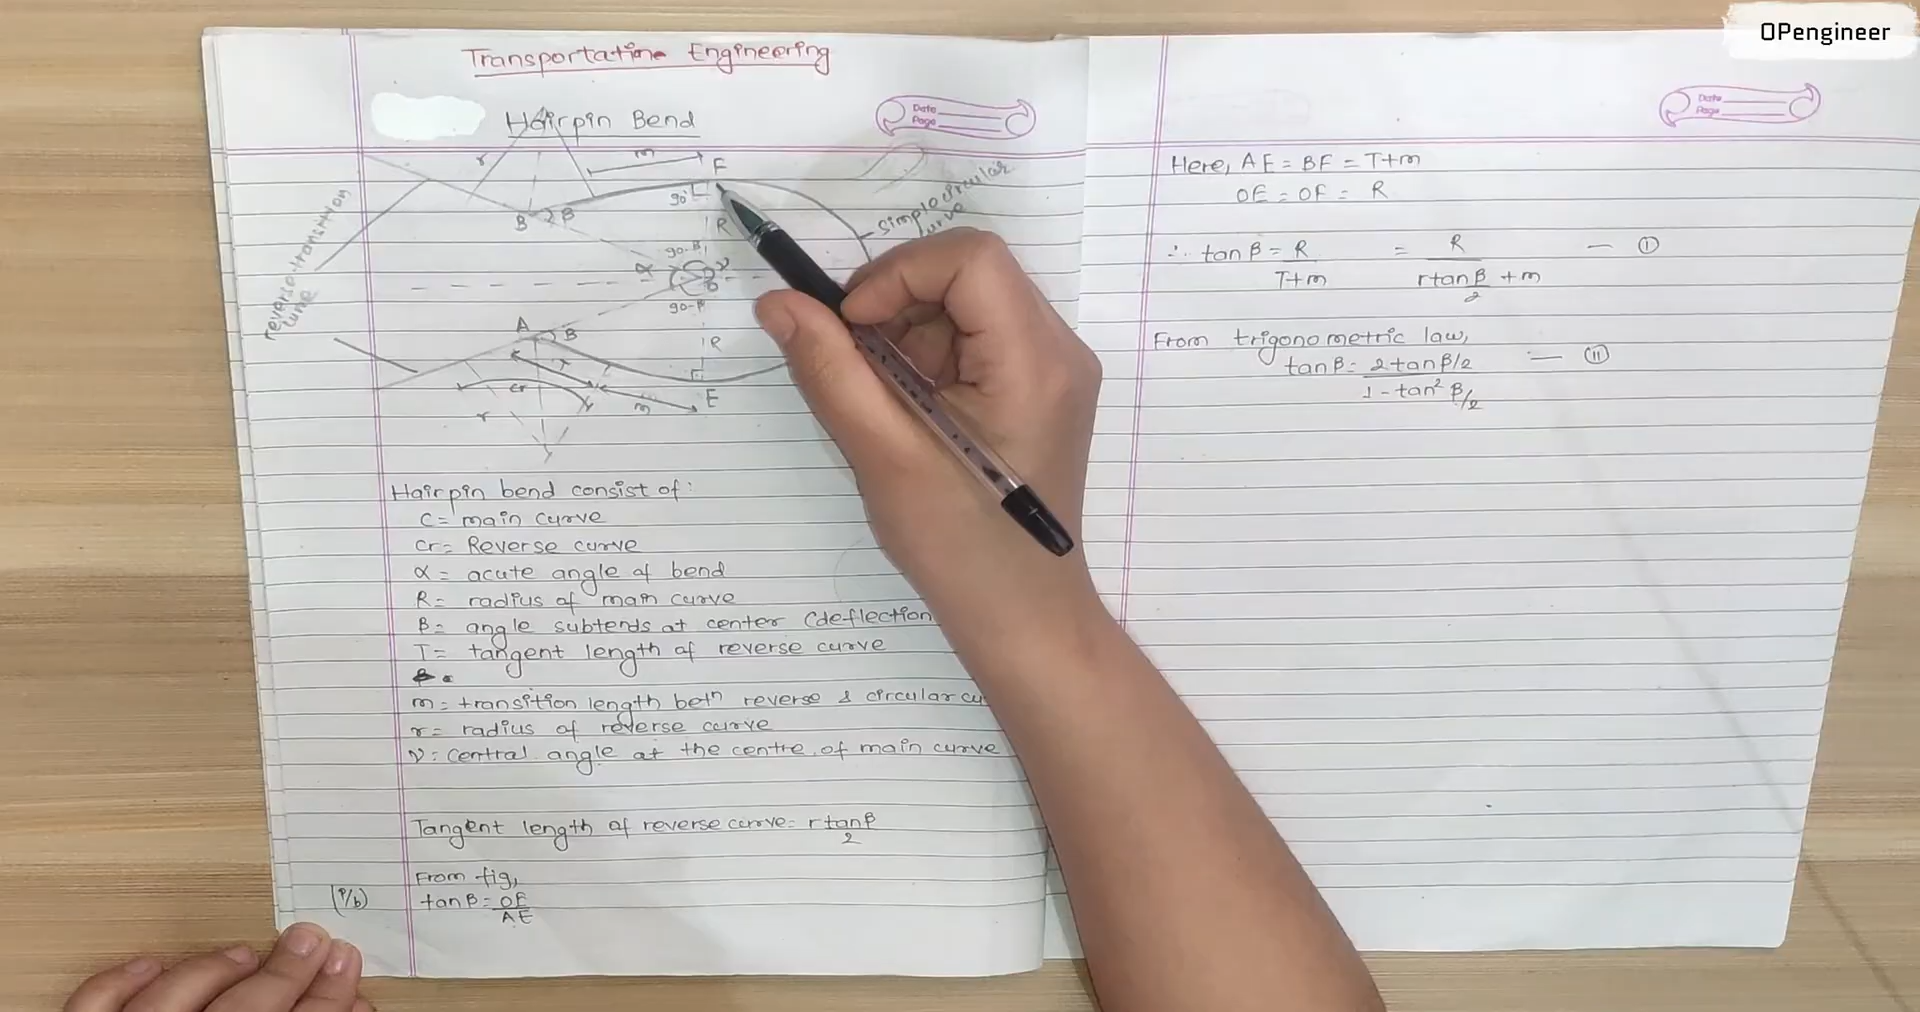 OPengineer
Transportation Engineering
Hairpin Bend
Date
Page
m
F
r
90°
B
β
R
simple circular
curve
90-β
α
γ
O
90-β
reverse transition
curve
A
β
R
T
cr
m
E
r
Hairpin bend consist of:
C= main curve
Cr= Reverse curve
α= acute angle of bend
R= radius of main curve
β= angle subtends at center (deflection
T= tangent length of reverse curve
m= transition length betn reverse & circular cu
r= radius of reverse curve
γ: central angle at the centre of main curve
Tangent length of reverse curve= r tan β
2
From fig,
(P/b) tan β = OE
AE
Date
Page
Here, AE = BF = T+m
OE = OF = R
∴ tan β = R = R — ①
T+m r tan β + m
2
From trigonometric law,
tan β = 2 tan β/2 — ②
1 - tan² β/2